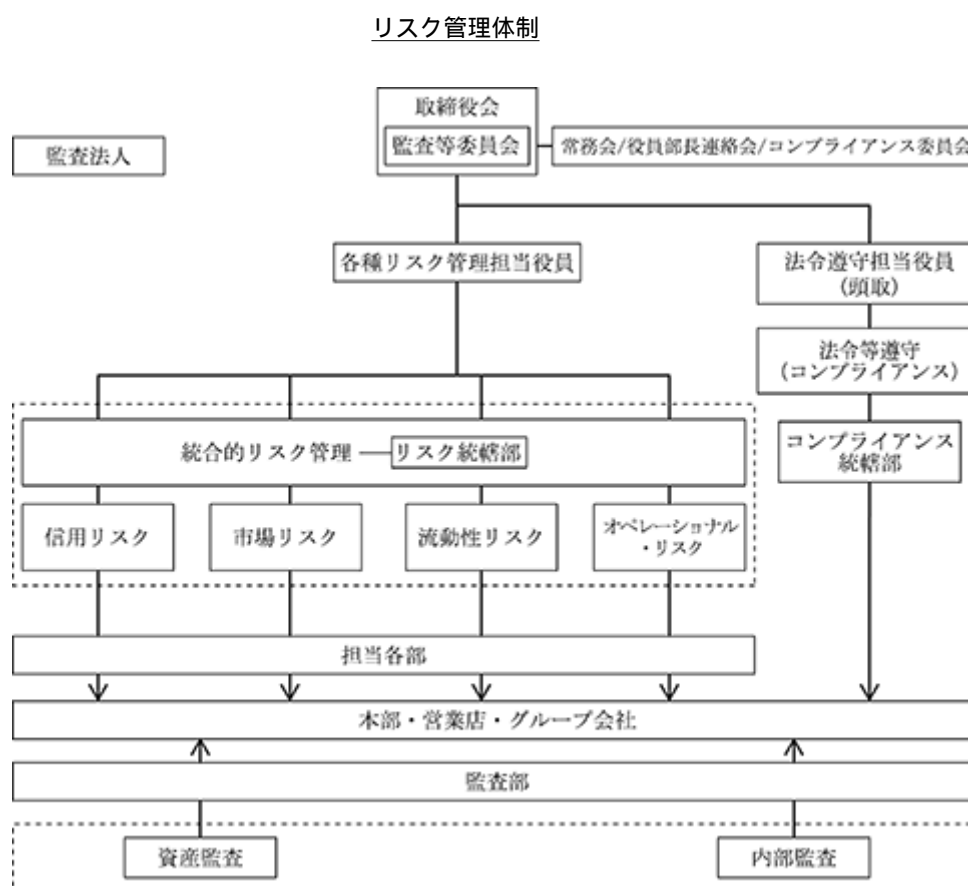 リスク管理体制
取締役会
監査等委員会
常務会/役員部長連絡会/コンプライアンス委員会
監査法人
各種リスク管理担当役員
法令遵守担当役員
(頭取)
法令等遵守
(コンプライアンス)
コンプライアンス
統轄部
統合的リスク管理
リスク統轄部
信用リスク
市場リスク
流動性リスク
オペレーショナル
・リスク
担当各部
本部・営業店・グループ会社
監査部
資産監査
内部監査